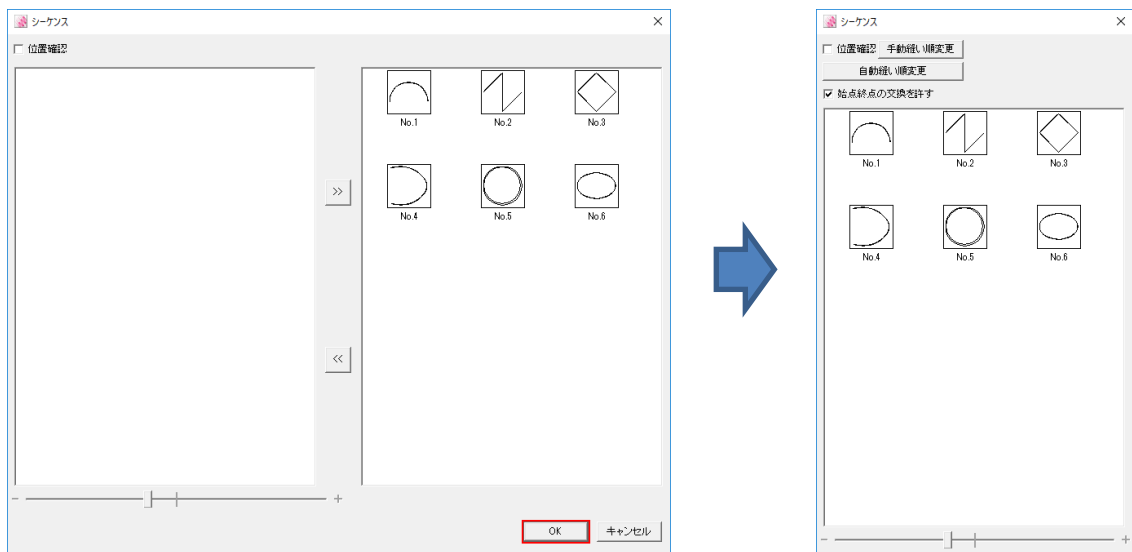 シーケンス
位置確認
>>
<<
No.1 No.2 No.3
No.4 No.5 No.6
- +
OK キャンセル
シーケンス
位置確認 手動縫い順変更
自動縫い順変更
始点終点の交換を許す
No.1 No.2 No.3
No.4 No.5 No.6
- +